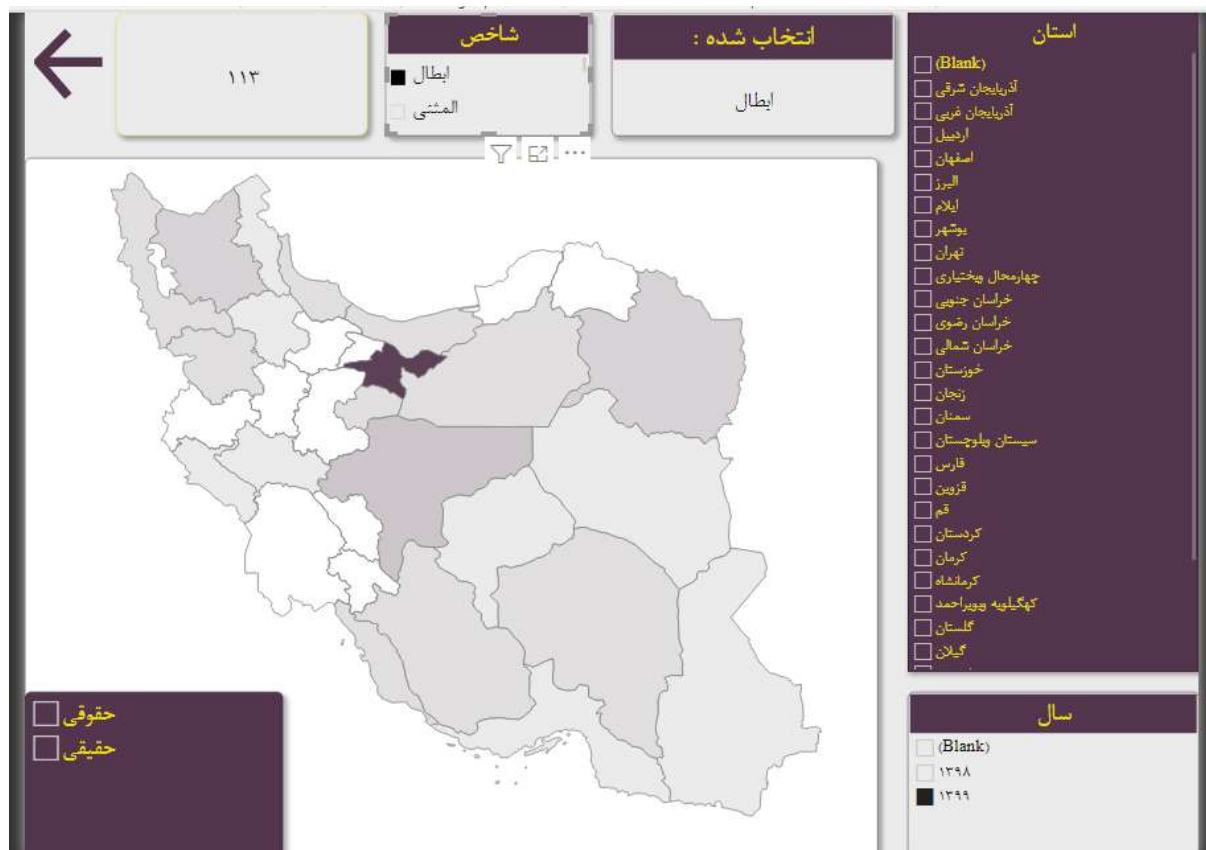 استان
(Blank)
آذربایجان شرقی
آذربایجان غربی
اردبیل
اصفهان
البرز
ایلام
بوشهر
تهران
چهارمحال وبختیاری
خراسان جنوبی
خراسان رضوی
خراسان شمالی
خوزستان
زنجان
سمنان
سیستان وبلوچستان
فارس
قزوین
قم
کردستان
کرمان
کرمانشاه
کهگیلویه وبویراحمد
گلستان
گیلان
انتخاب شده :
ابطال
شاخص
ابطال
المثنی
۱۱۳
سال
(Blank)
۱۳۹۸
۱۳۹۹
حقوقی
حقیقی